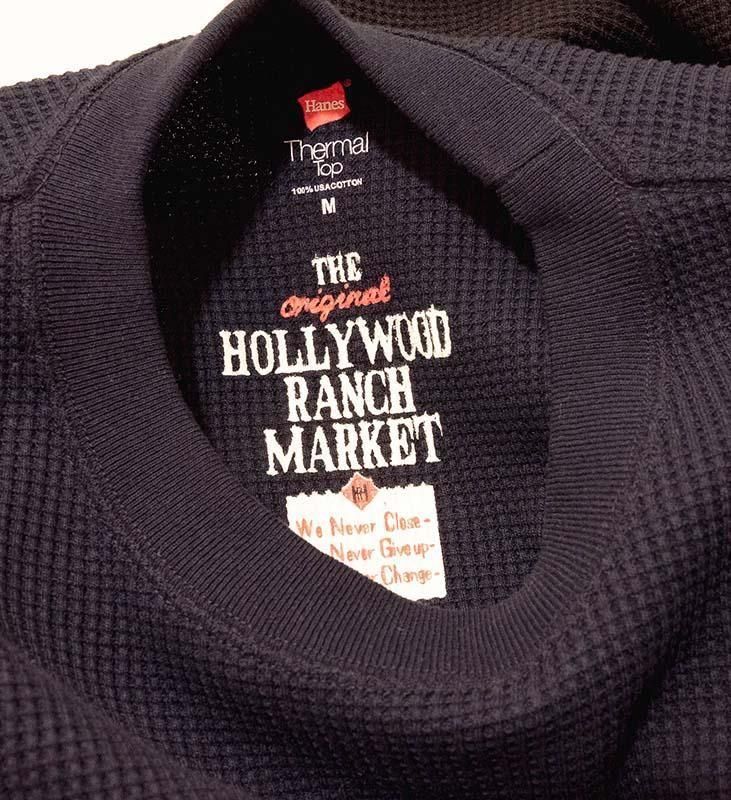 Hanes®
Thermal
Top
100% USA COTTON
M
THE
original
HOLLYWOOD
RANCH
MARKET
We Never Close-
Never Give up-
Change-